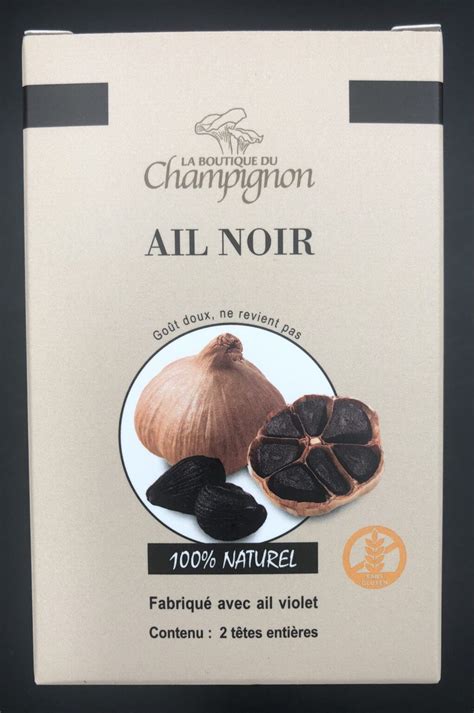 LA BOUTIQUE DU
Champignon
AIL NOIR
Goût doux, ne revient pas
100% NATUREL
SANS
GLUTEN
Fabriqué avec ail violet
Contenu : 2 têtes entières